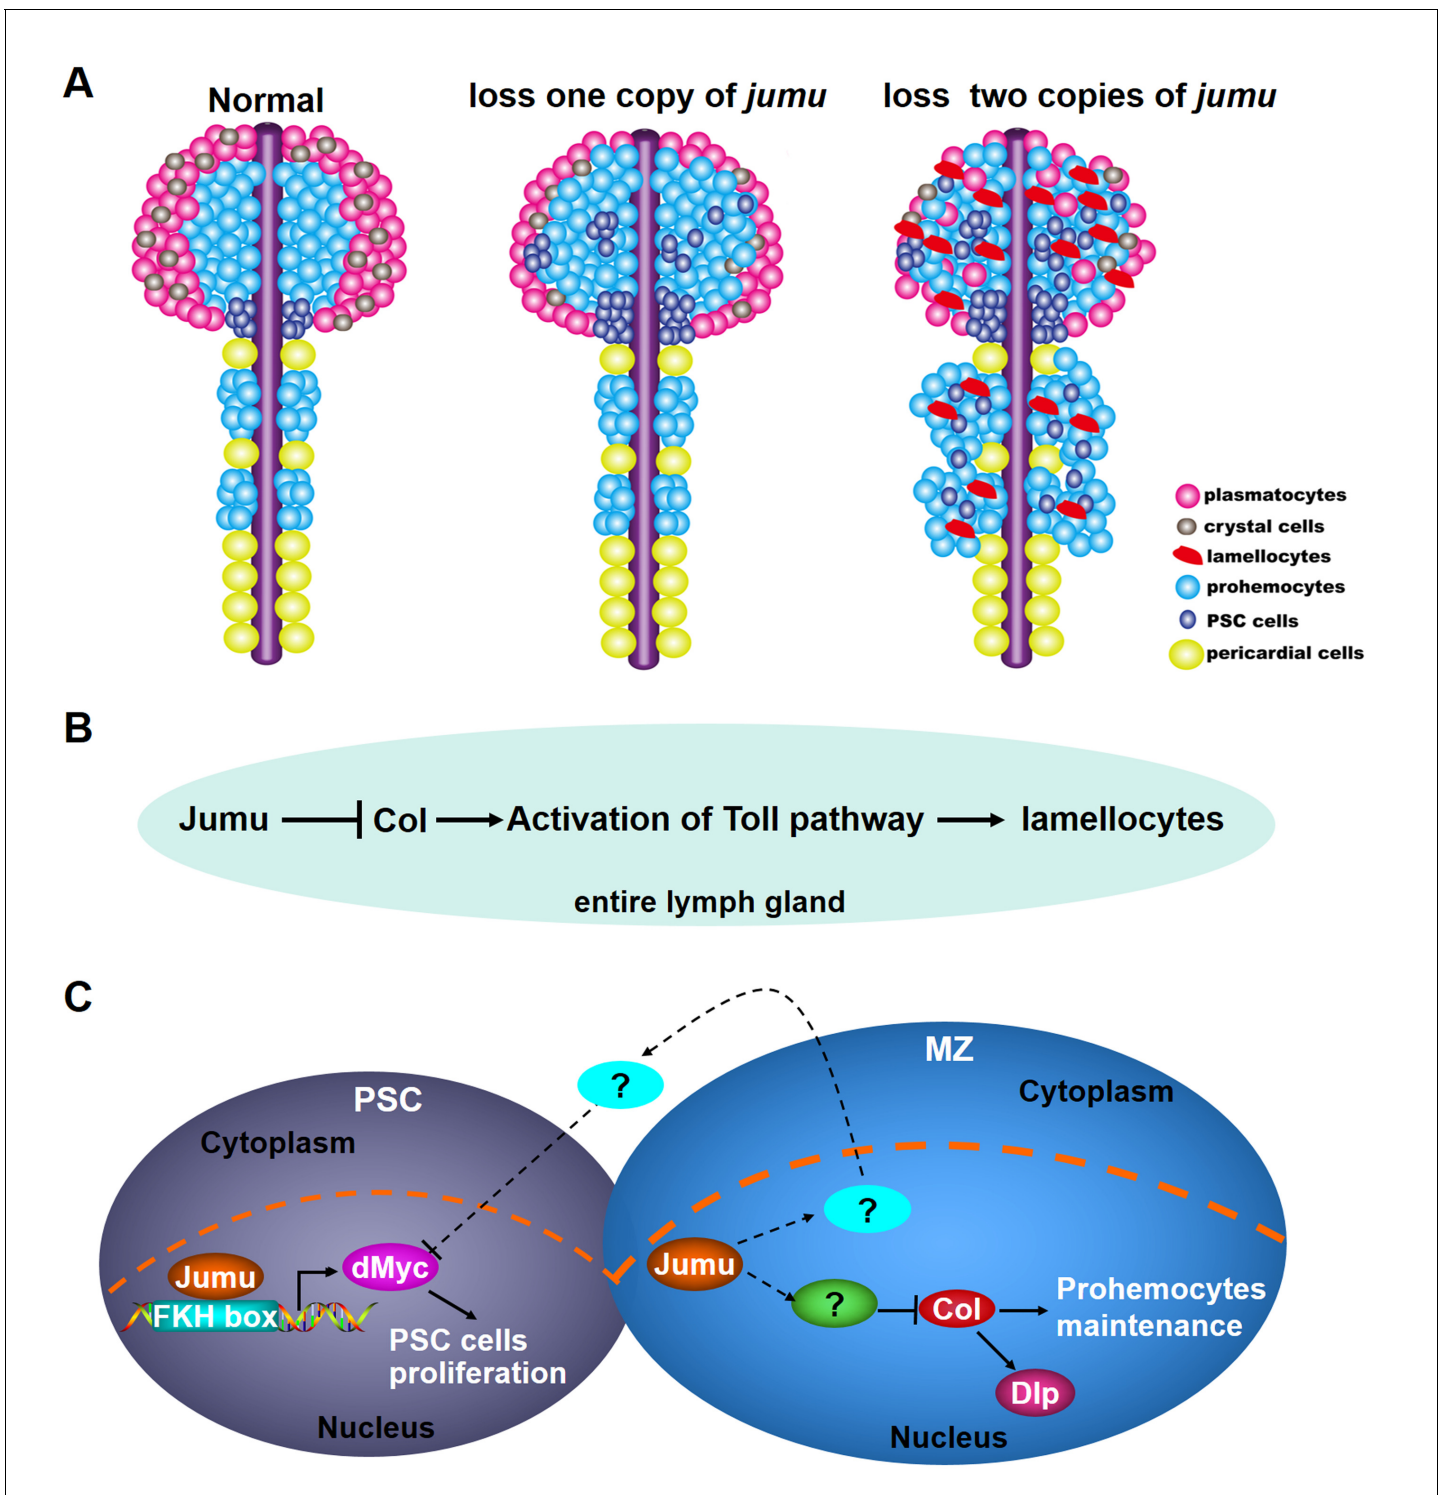 A
Normal
loss one copy of jumu
loss two copies of jumu
plasmatocytes
crystal cells
lamellocytes
prohemocytes
PSC cells
pericardial cells
B
Jumu
Col
Activation of Toll pathway
lamellocytes
entire lymph gland
C
PSC
Cytoplasm
?
Jumu
FKH box
dMyc
PSC cells
proliferation
Nucleus
MZ
Cytoplasm
?
Jumu
?
Col
Prohemocytes
maintenance
Dlp
Nucleus